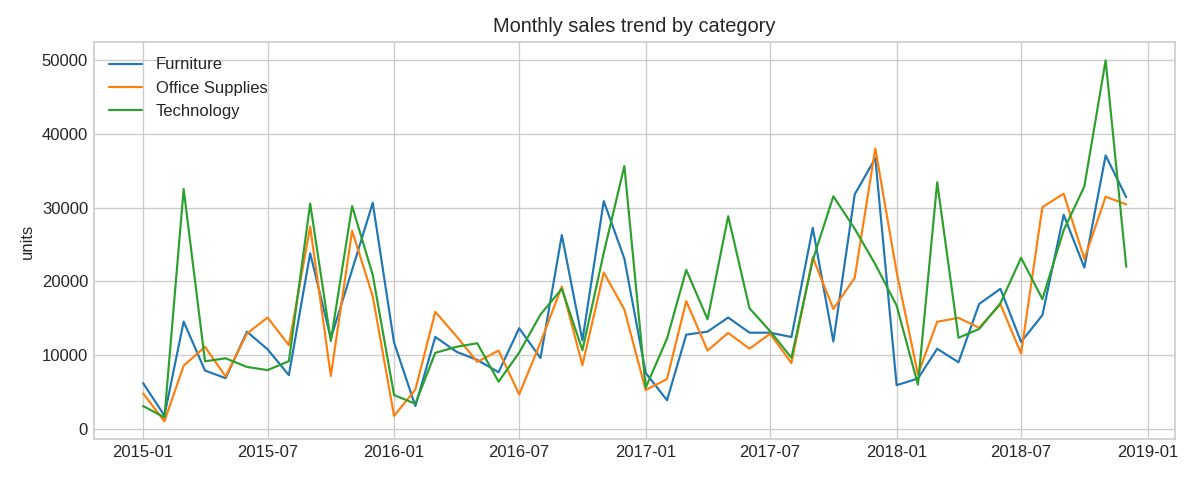 Monthly sales trend by category
Furniture
Office Supplies
Technology
units
50000
40000
30000
20000
10000
0
2015-01 2015-07 2016-01 2016-07 2017-01 2017-07 2018-01 2018-07 2019-01